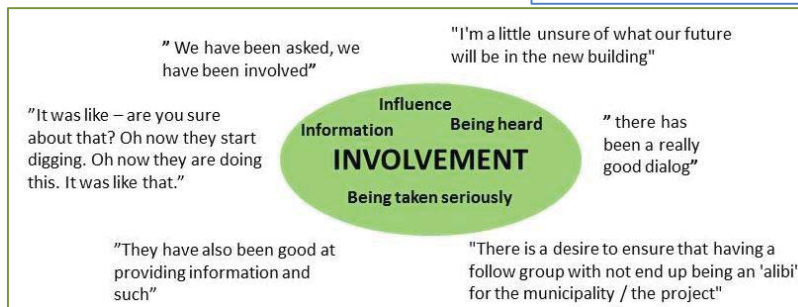 ” We have been asked, we
have been involved”
"I'm a little unsure of what our future
will be in the new building"
”It was like – are you sure
about that? Oh now they start
digging. Oh now they are doing
this. It was like that.”
Influence
Information
Being heard
INVOLVEMENT
Being taken seriously
” there has
been a really
good dialog”
”They have also been good at
providing information and
such”
"There is a desire to ensure that having a
follow group with not end up being an 'alibi'
for the municipality / the project"